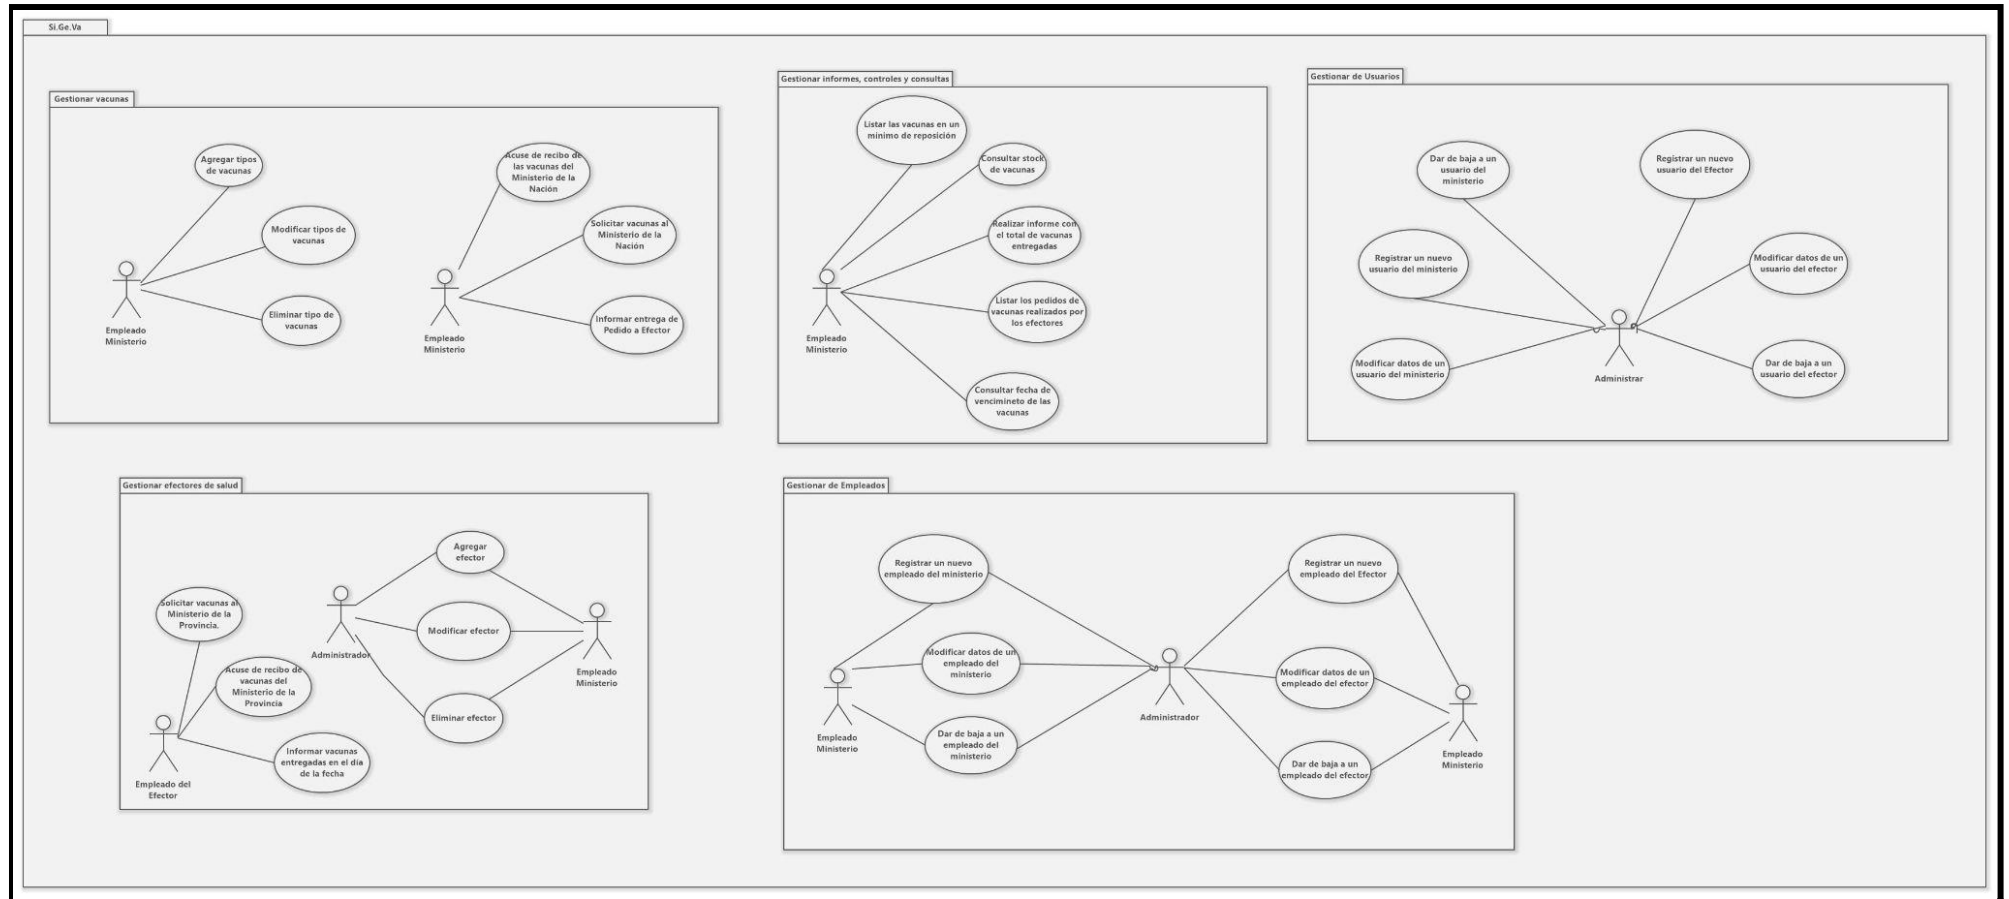 Si.Ge.Va
Gestionar vacunas
Agregar tipos
de vacunas
Modificar tipos de
vacunas
Eliminar tipo de
vacunas
Empleado
Ministerio
Acuse de recibo de
las vacunas del
Ministerio de la
Nación
Solicitar vacunas al
Ministerio de la
Nación
Informar entrega de
Pedido a Efector
Empleado
Ministerio
Gestionar informes, controles y consultas
Listar las vacunas en un
mínimo de reposición
Consultar stock
de vacunas
Realizar informe con
el total de vacunas
entregadas
Listar los pedidos de
vacunas realizados por
los efectores
Consultar fecha de
vencimineto de las
vacunas
Empleado
Ministerio
Gestionar de Usuarios
Dar de baja a un
usuario del
ministerio
Registrar un nuevo
usuario del Efector
Registrar un nuevo
usuario del ministerio
Modificar datos de un
usuario del efector
Modificar datos de un
usuario del ministerio
Dar de baja a un
usuario del efector
Administrar
Gestionar efectores de salud
Agregar
efector
Modificar efector
Eliminar efector
Administrador
Empleado
Ministerio
Solicitar vacunas al
Ministerio de la
Provincia.
Acuse de recibo de
vacunas del
Ministerio de la
Provincia
Informar vacunas
entregadas en el día
de la fecha
Empleado del
Efector
Gestionar de Empleados
Registrar un nuevo
empleado del ministerio
Modificar datos de un
empleado del
ministerio
Dar de baja a un
empleado del
ministerio
Empleado
Ministerio
Administrador
Registrar un nuevo
empleado del Efector
Modificar datos de un
empleado del efector
Dar de baja a un
empleado del efector
Empleado
Ministerio